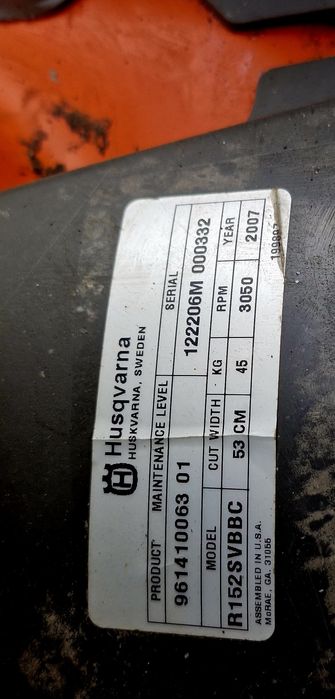 Husqvarna
HUSKVARNA, SWEDEN
PRODUCT MAINTENANCE LEVEL SERIAL
961410063 01 122206M 000332
MODEL CUT WIDTH KG RPM YEAR
R152SVBBC 53 CM 45 3050 2007
ASSEMBLED IN U.S.A.
McRAE, GA. 31055